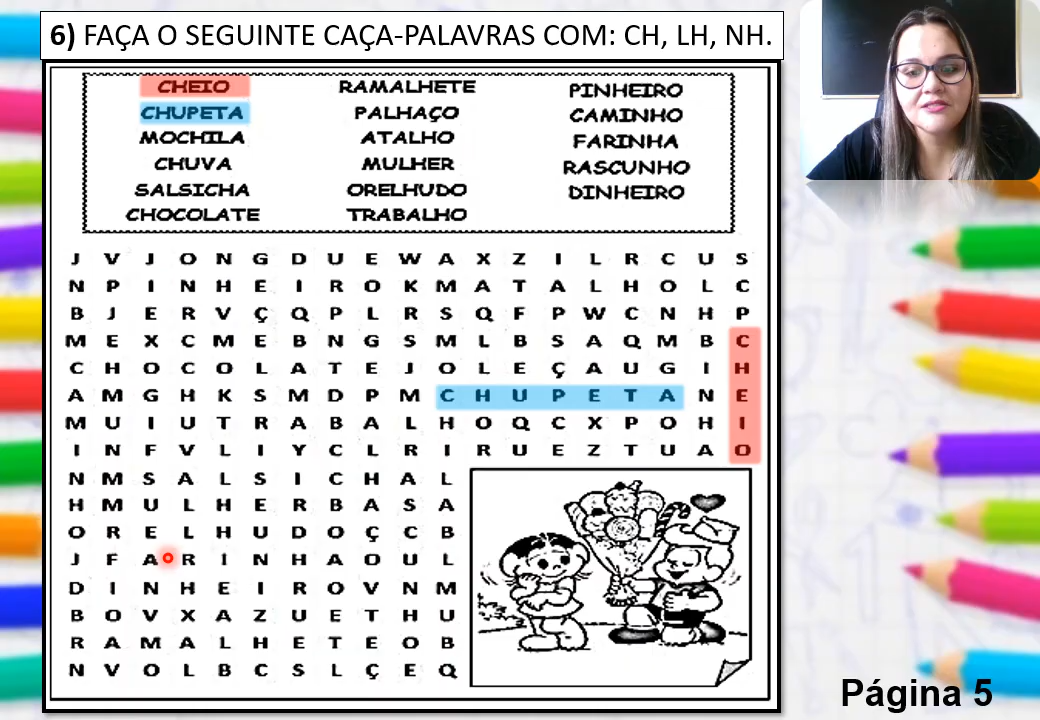 6) FAÇA O SEGUINTE CAÇA-PALAVRAS COM: CH, LH, NH.
CHEIO RAMALHETE PINHEIRO
CHUPETA PALHAÇO CAMINHO
MOCHILA ATALHO FARINHA
CHUVA MULHER RASCUNHO
SALSICHA ORELHUDO DINHEIRO
CHOCOLATE TRABALHO
J V J O N G D U E W A X Z I L R C U S
N P I N H E I R O K M A T A L H O L C
B J E R V Ç Q P L R S Q F P W C N H P
M E X C M E B N G S M L B S A Q M B C
C H O C O L A T E J O L E Ç A U G I H
A M G H K S M D P M C H U P E T A N E
M U I U T R A B A L H O Q C X P O H I
I N F V L I Y C L R I R U E Z T U A O
N M S A L S I C H A L
H M U L H E R B A S A
O R E L H U D O Ç C B
J F A R I N H A O U L
D I N H E I R O V N M
B O V X A Z U E T H U
R A M A L H E T E O B
N V O L B C S L Ç E Q
Página 5